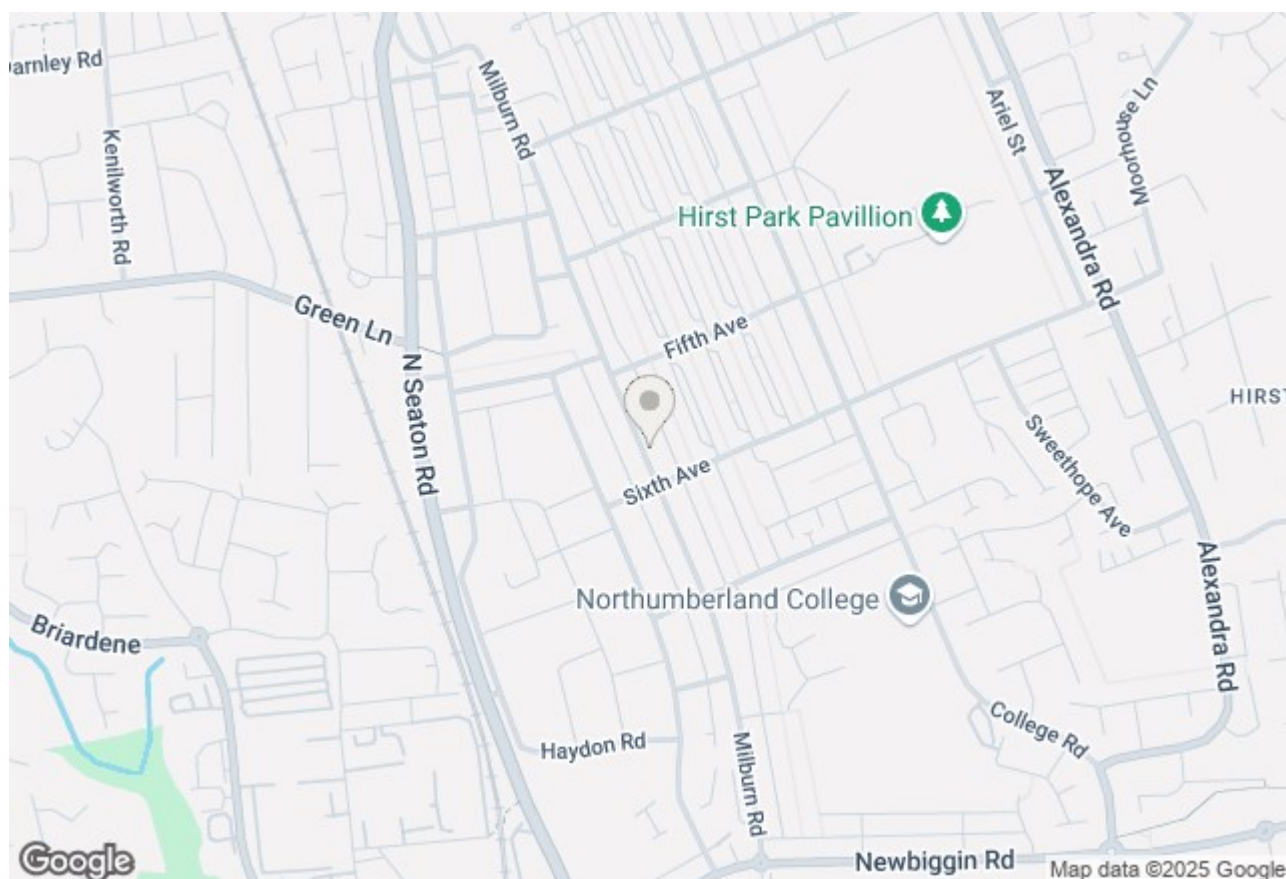 Darnley Rd
Milburn Rd
Ariel St
Moorhouse Ln
Kenilworth Rd
Alexandra Rd
Hirst Park Pavillion
Green Ln
Fifth Ave
N Seaton Rd
HIRST
Sweethope Ave
Sixth Ave
Northumberland College
Alexandra Rd
Briardene
College Rd
Haydon Rd
Milburn Rd
Newbiggin Rd
Google
Map data ©2025 Google